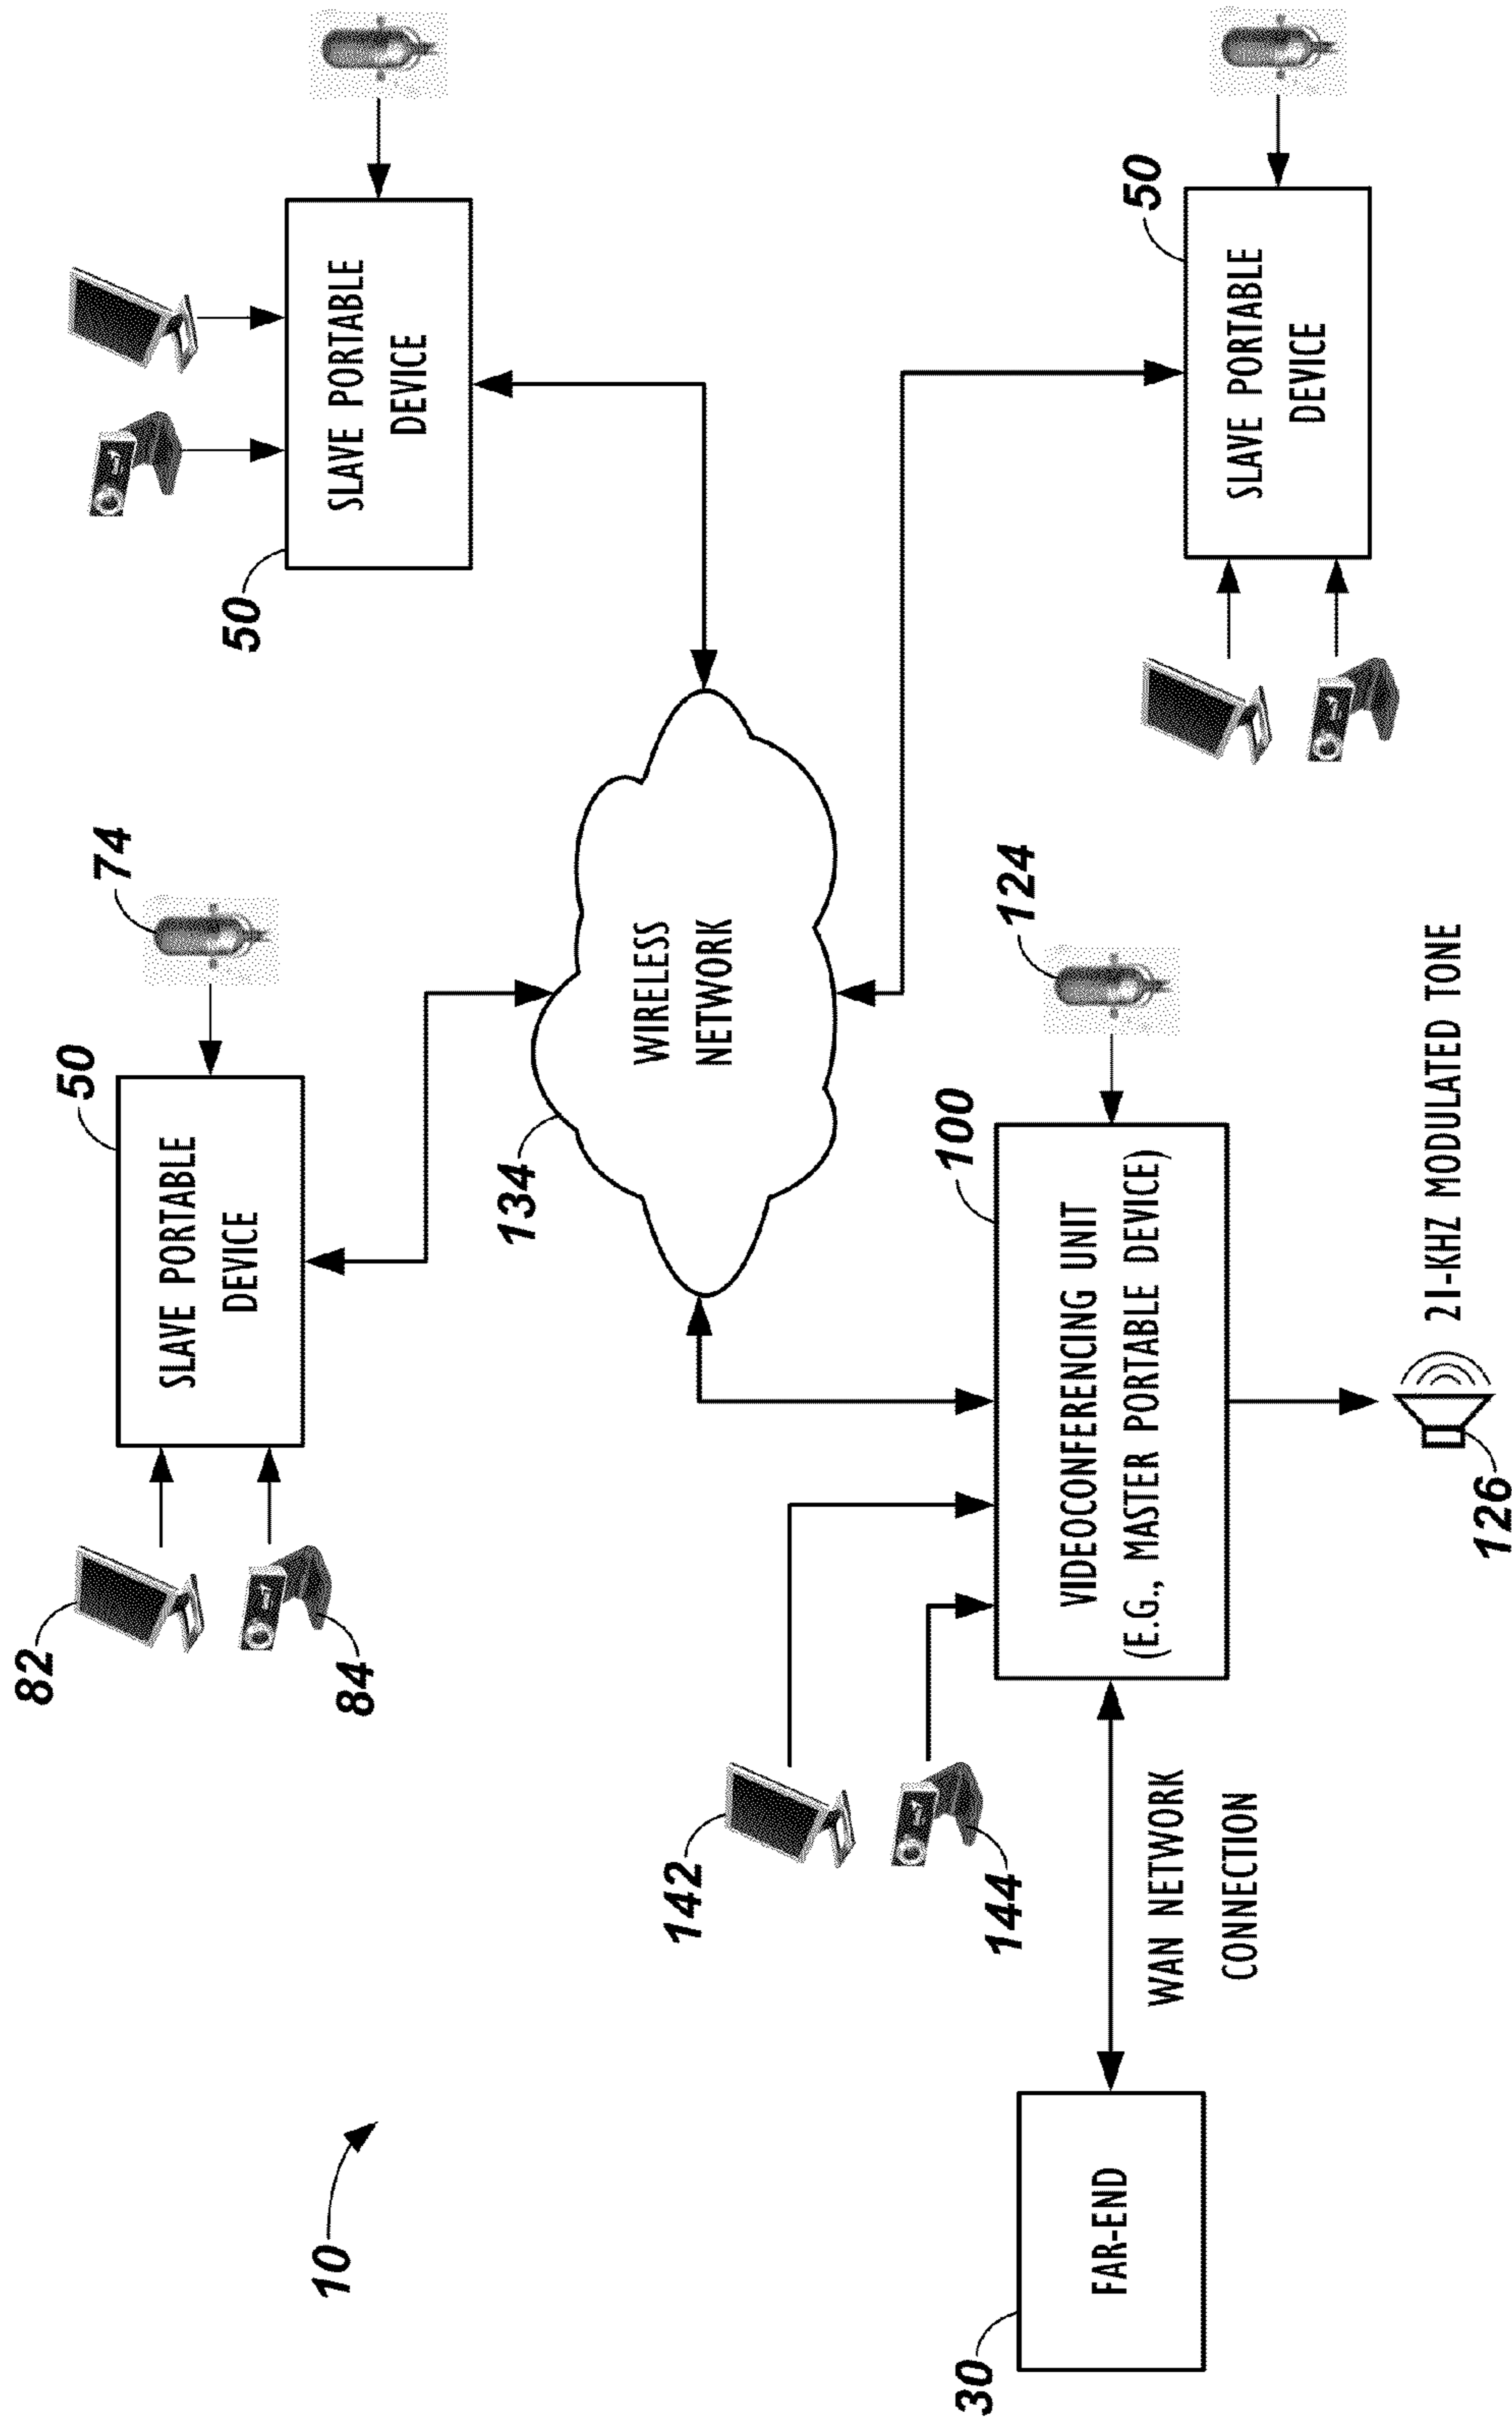 10
82
84
50
SLAVE PORTABLE
DEVICE
74
50
SLAVE PORTABLE
DEVICE
134
WIRELESS
NETWORK
142
144
30
FAR-END
WAN NETWORK
CONNECTION
100
VIDEOCONFERENCING UNIT
(E.G., MASTER PORTABLE DEVICE)
124
126
21-KHZ MODULATED TONE
50
SLAVE PORTABLE
DEVICE